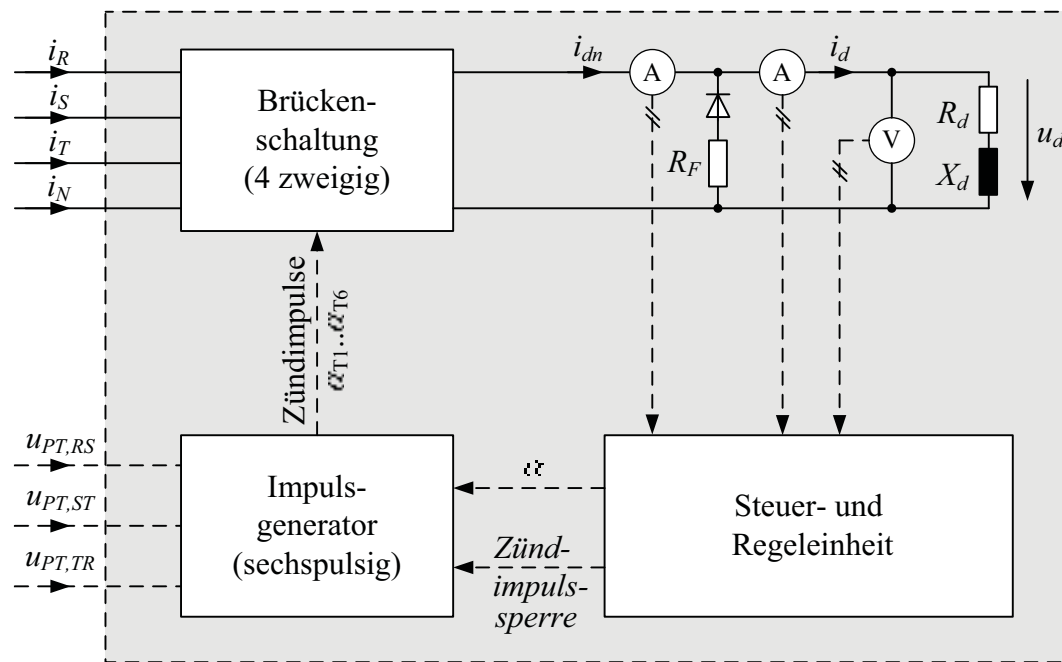 i_R
i_S
i_T
i_N
Brücken-
schaltung
(4 zweigig)
i_dn
A
A
i_d
R_F
V
R_d
X_d
u_d
Zündimpulse
α_T1..α_T6
u_PT,RS
u_PT,ST
u_PT,TR
Impuls-
generator
(sechspulsig)
α
Zünd-
impuls-
sperre
Steuer- und
Regeleinheit